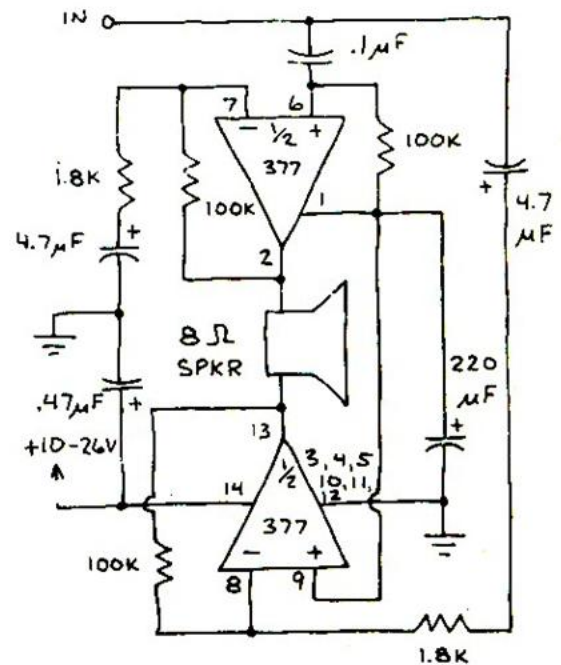 IN
.1µF
7
6
- +
1/2
377
100K
1
1.8K
100K
4.7µF
+
+
4.7
µF
2
8Ω
SPKR
220
µF
+
.47µF
+
+10-26V
13
3,4,5
10,11,
12
1/2
14
377
- +
100K
8
9
1.8K